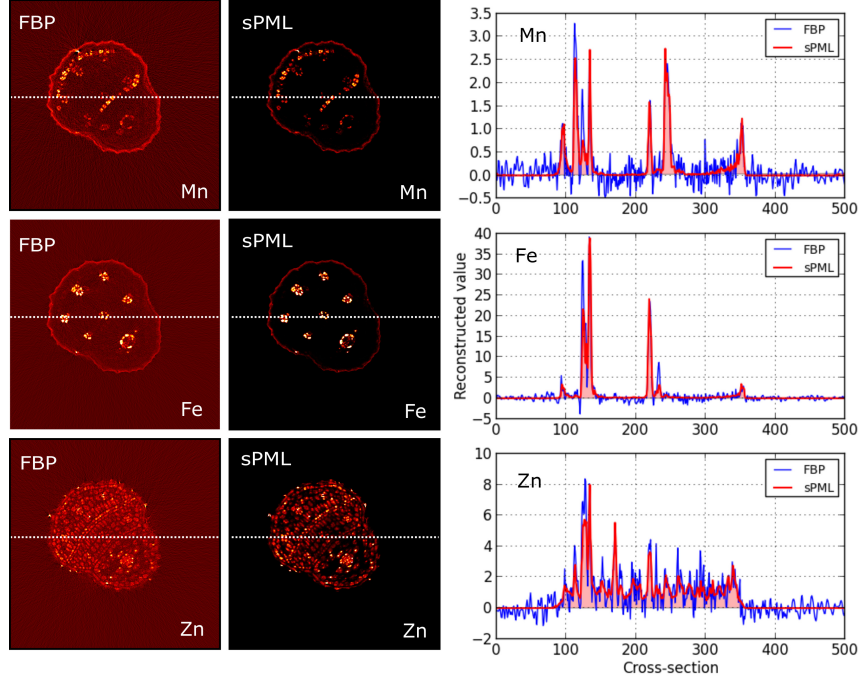 FBP
Mn
sPML
Mn
FBP
Fe
sPML
Fe
FBP
Zn
sPML
Zn
Mn
FBP
sPML
3.5
3.0
2.5
2.0
1.5
1.0
0.5
0.0
−0.5
0 100 200 300 400 500
Fe
FBP
sPML
Reconstructed value
40
35
30
25
20
15
10
5
0
−5
0 100 200 300 400 500
Zn
FBP
sPML
10
8
6
4
2
0
−2
0 100 200 300 400 500
Cross-section